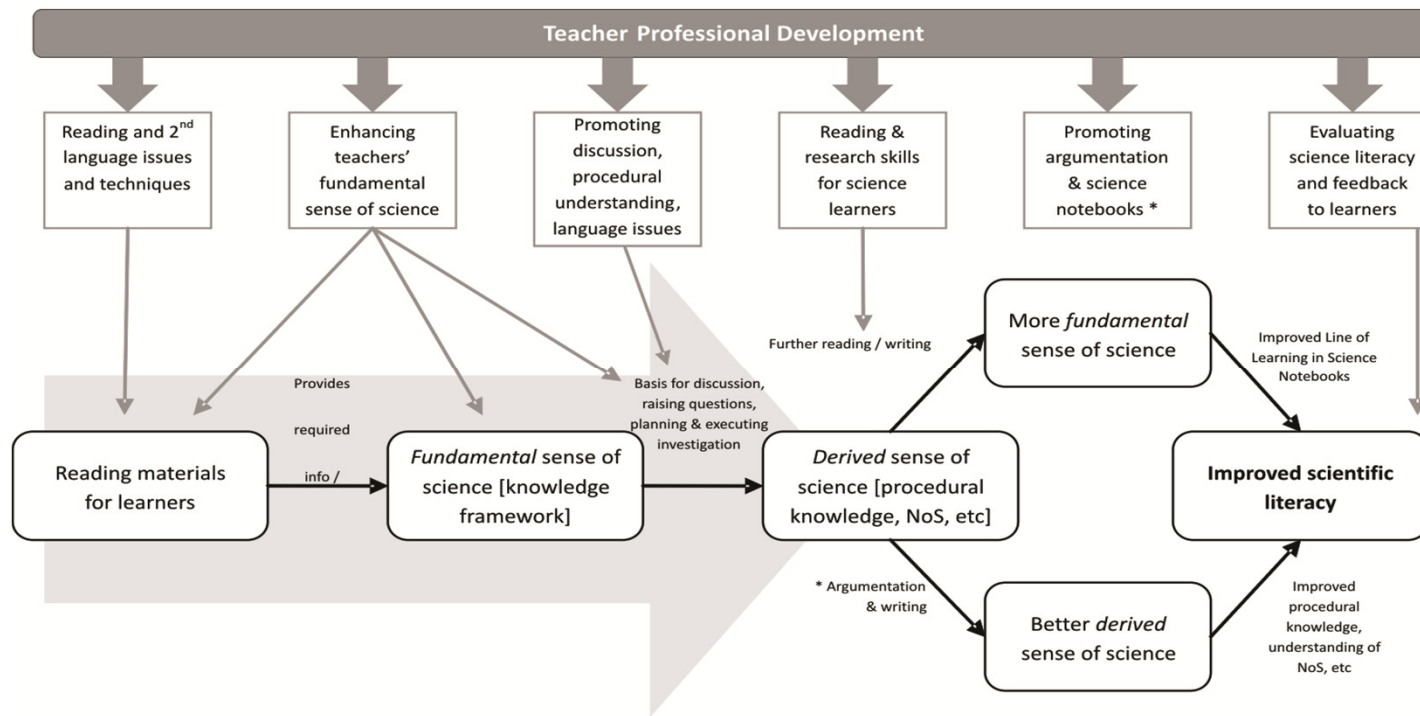 Teacher Professional Development
Reading and 2nd
language issues
and techniques
Enhancing
teachers’
fundamental
sense of science
Promoting
discussion,
procedural
understanding,
language issues
Reading &
research skills
for science
learners
Promoting
argumentation
& science
notebooks *
Evaluating
science literacy
and feedback
to learners
Further reading / writing
More fundamental
sense of science
Improved Line of
Learning in Science
Notebooks
Provides
required
info /
Basis for discussion,
raising questions,
planning & executing
investigation
Reading materials
for learners
Fundamental sense of
science [knowledge
framework]
Derived sense of
science [procedural
knowledge, NoS, etc]
Improved scientific
literacy
* Argumentation
& writing
Better derived
sense of science
Improved
procedural
knowledge,
understanding of
NoS, etc